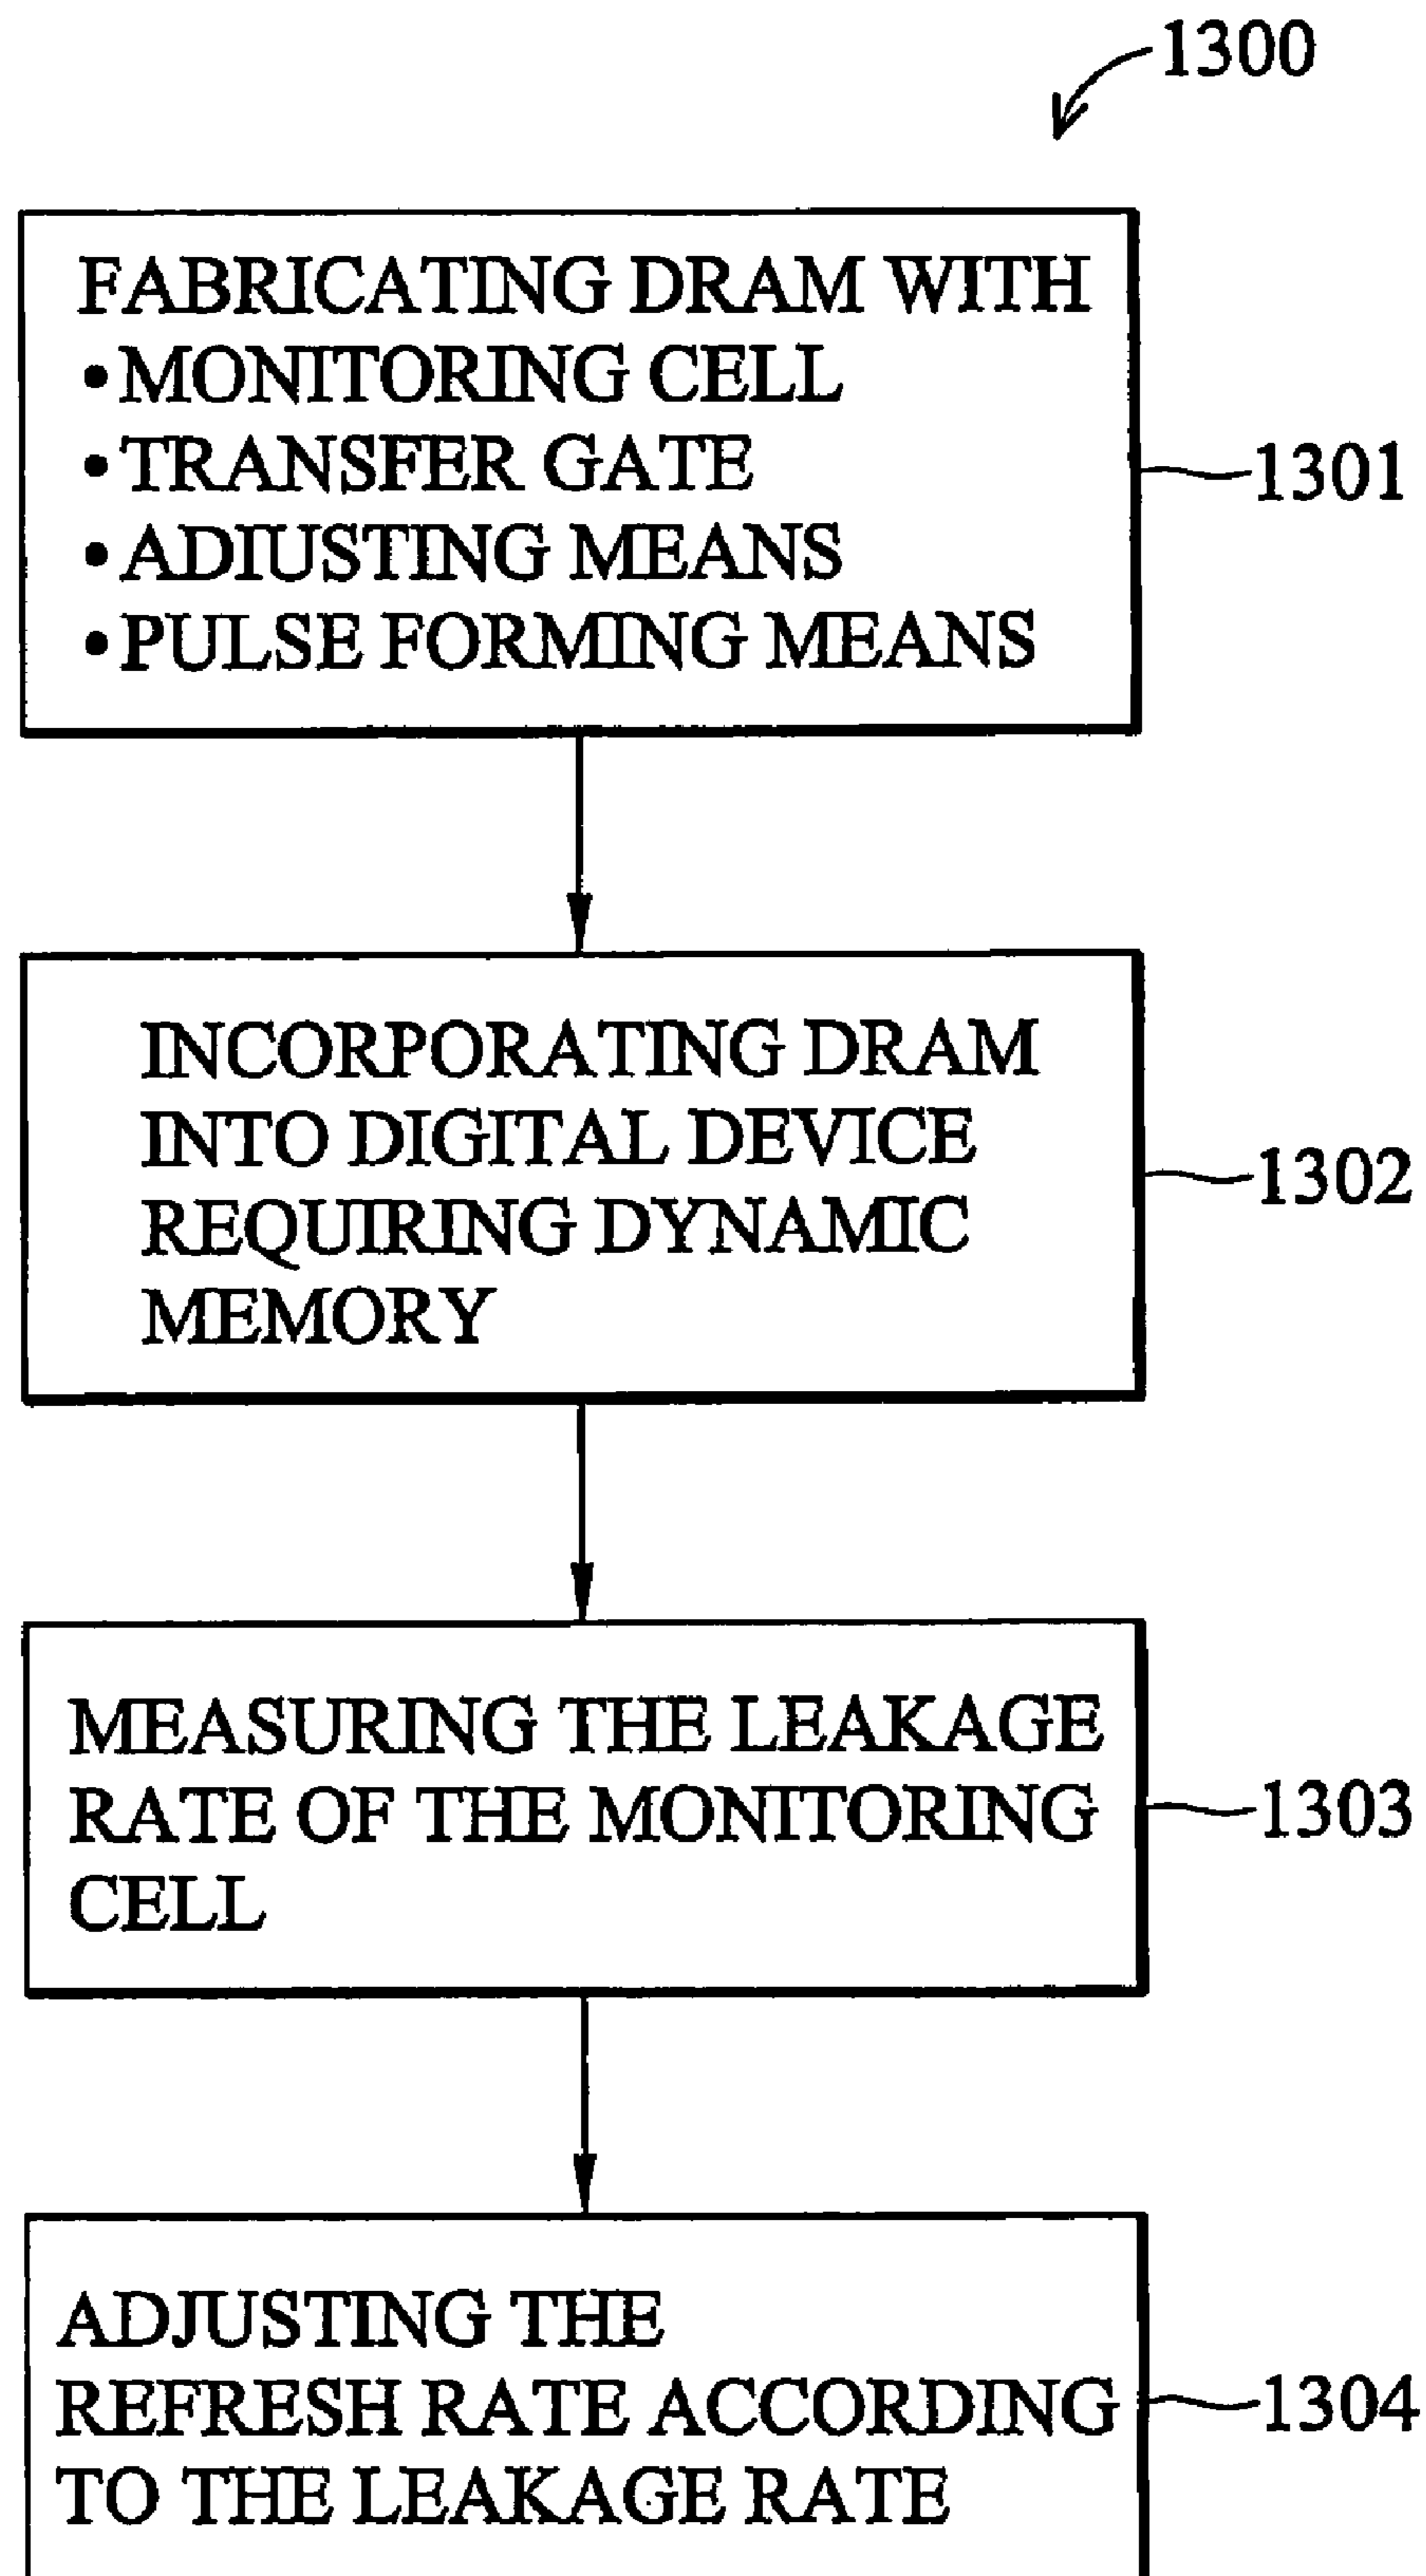 1300
FABRICATING DRAM WITH
•MONITORING CELL
•TRANSFER GATE
•ADIUSTING MEANS
•PULSE FORMING MEANS
1301
INCORPORATING DRAM
INTO DIGITAL DEVICE
REQUIRING DYNAMIC
MEMORY
1302
MEASURING THE LEAKAGE
RATE OF THE MONITORING
CELL
1303
ADJUSTING THE
REFRESH RATE ACCORDING
TO THE LEAKAGE RATE
1304